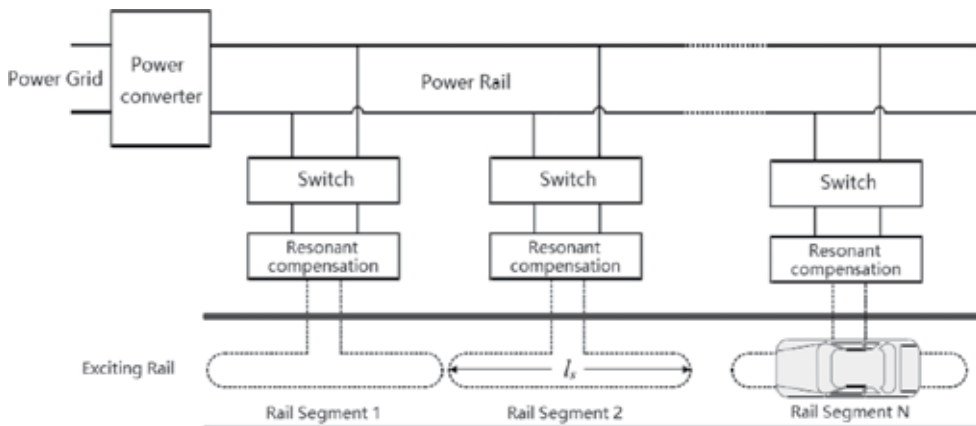 Power Grid
Power
converter
Power Rail
Switch
Switch
Switch
Resonant
compensation
Resonant
compensation
Resonant
compensation
Exciting Rail
l_s
Rail Segment 1
Rail Segment 2
Rail Segment N